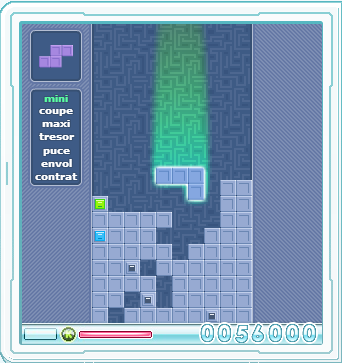 mini
coupe
maxi
tresor
puce
envol
contrat
0056000